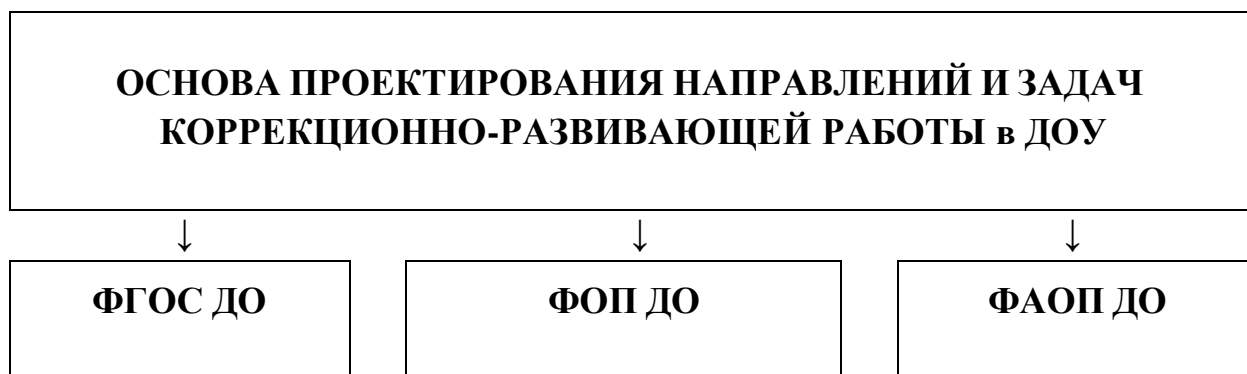 ОСНОВА ПРОЕКТИРОВАНИЯ НАПРАВЛЕНИЙ И ЗАДАЧ
КОРРЕКЦИОННО-РАЗВИВАЮЩЕЙ РАБОТЫ в ДОУ
↓ ↓ ↓
ФГОС ДО ФОП ДО ФАОП ДО